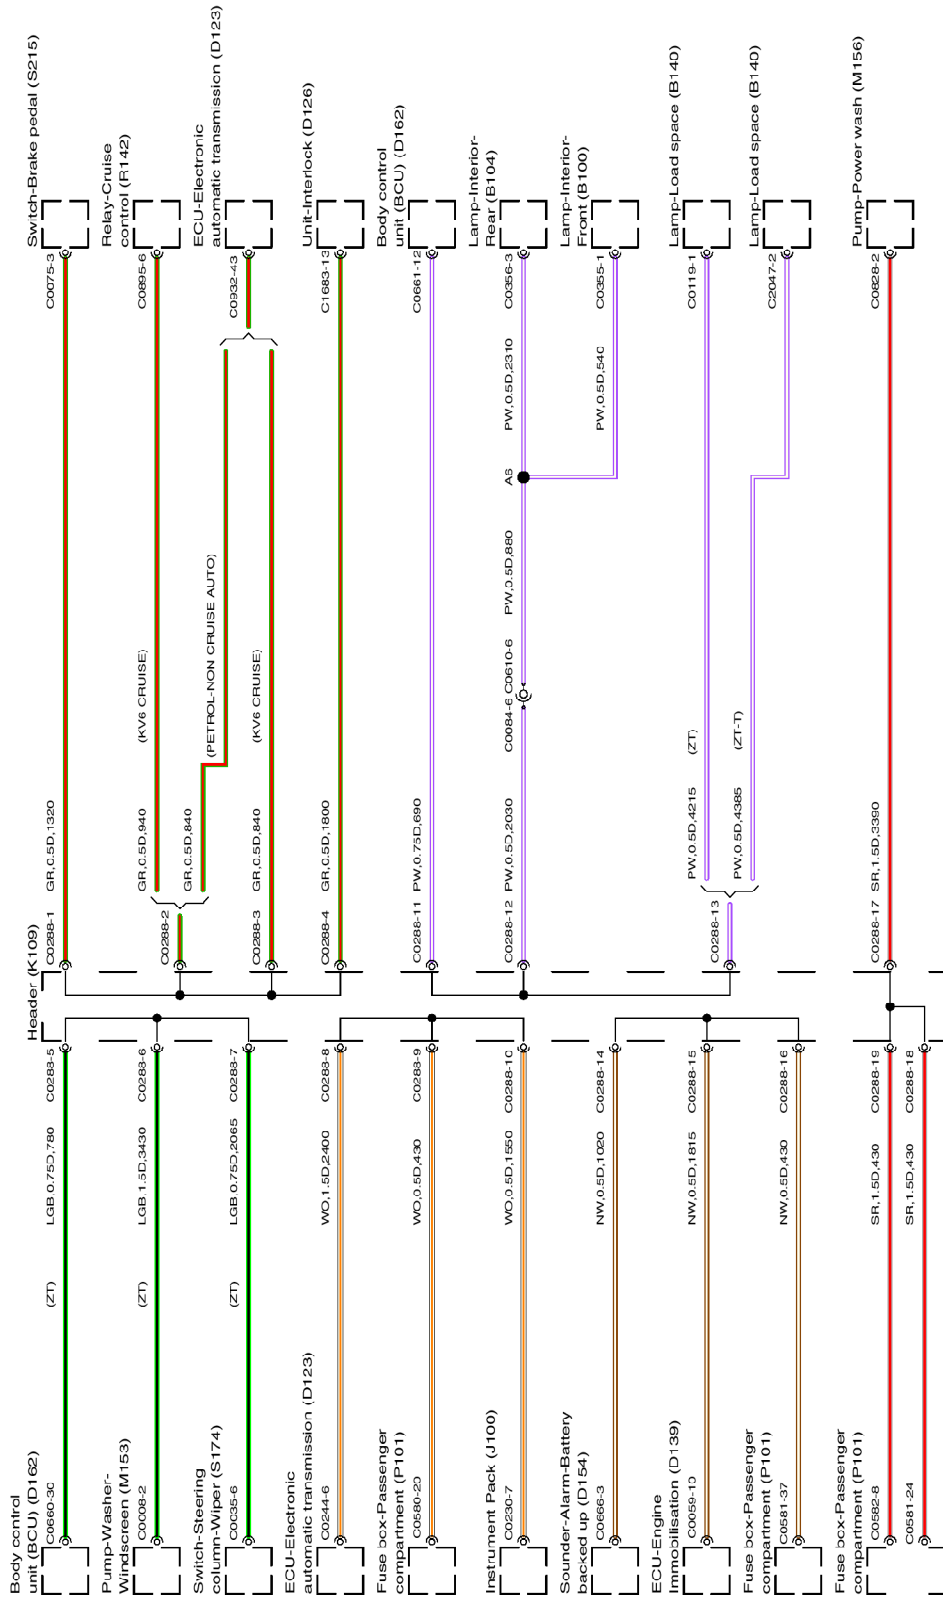 Switch-Brake pedal (S215)
C0075-3
GR,0.5D,1320
C0288-1
Relay-Cruise
control (R142)
C0895-6
(KV6 CRUISE)
GR,0.5D,940
C0288-2
ECU-Electronic
automatic transmission (D123)
C0932-43
(PETROL-NON CRUISE AUTO)
GR,0.5D,840
(KV6 CRUISE)
GR,0.5D,840
C0288-3
Unit-Interlock (D126)
C1683-13
GR,0.5D,1800
C0288-4
Body control
unit (BCU) (D162)
C0661-12
PW,0.75D,690
C0288-11
Lamp-Interior-
Rear (B104)
C0356-3
PW,0.5D,2310
A6
PW,0.5D,880
C0610-6
C0084-6
PW,0.5D,2030
C0288-12
Lamp-Interior-
Front (B100)
C0355-1
PW,0.5D,540
Lamp-Load space (B140)
C0119-1
(ZT)
PW,0.5D,4215
C0288-13
Lamp-Load space (B140)
C2047-2
(ZT-T)
PW,0.5D,4385
Pump-Power wash (M156)
C0828-2
SR,1.5D,3390
C0288-17
Header (K109)
C0288-5
LGB,0.75D,780
(ZT)
C0660-30
Body control
unit (BCU) (D162)
C0288-6
LGB,1.5D,3430
(ZT)
C0008-2
Pump-Washer-
Windscreen (M153)
C0288-7
LGB,0.75D,2065
(ZT)
C0035-6
Switch-Steering
column-Wiper (S174)
C0288-8
WO,1.5D,2400
C0244-6
ECU-Electronic
automatic transmission (D123)
C0288-9
WO,0.5D,430
C0580-20
Fuse box-Passenger
compartment (P101)
C0288-10
WO,0.5D,1550
C0230-7
Instrument Pack (J100)
C0288-14
NW,0.5D,1020
C0666-3
Sounder-Alarm-Battery
backed up (D154)
C0288-15
NW,0.5D,1815
C0059-10
ECU-Engine
Immobilisation (D139)
C0288-16
NW,0.5D,430
C0581-37
Fuse box-Passenger
compartment (P101)
C0288-19
SR,1.5D,430
C0582-8
Fuse box-Passenger
compartment (P101)
C0288-18
SR,1.5D,430
C0581-24